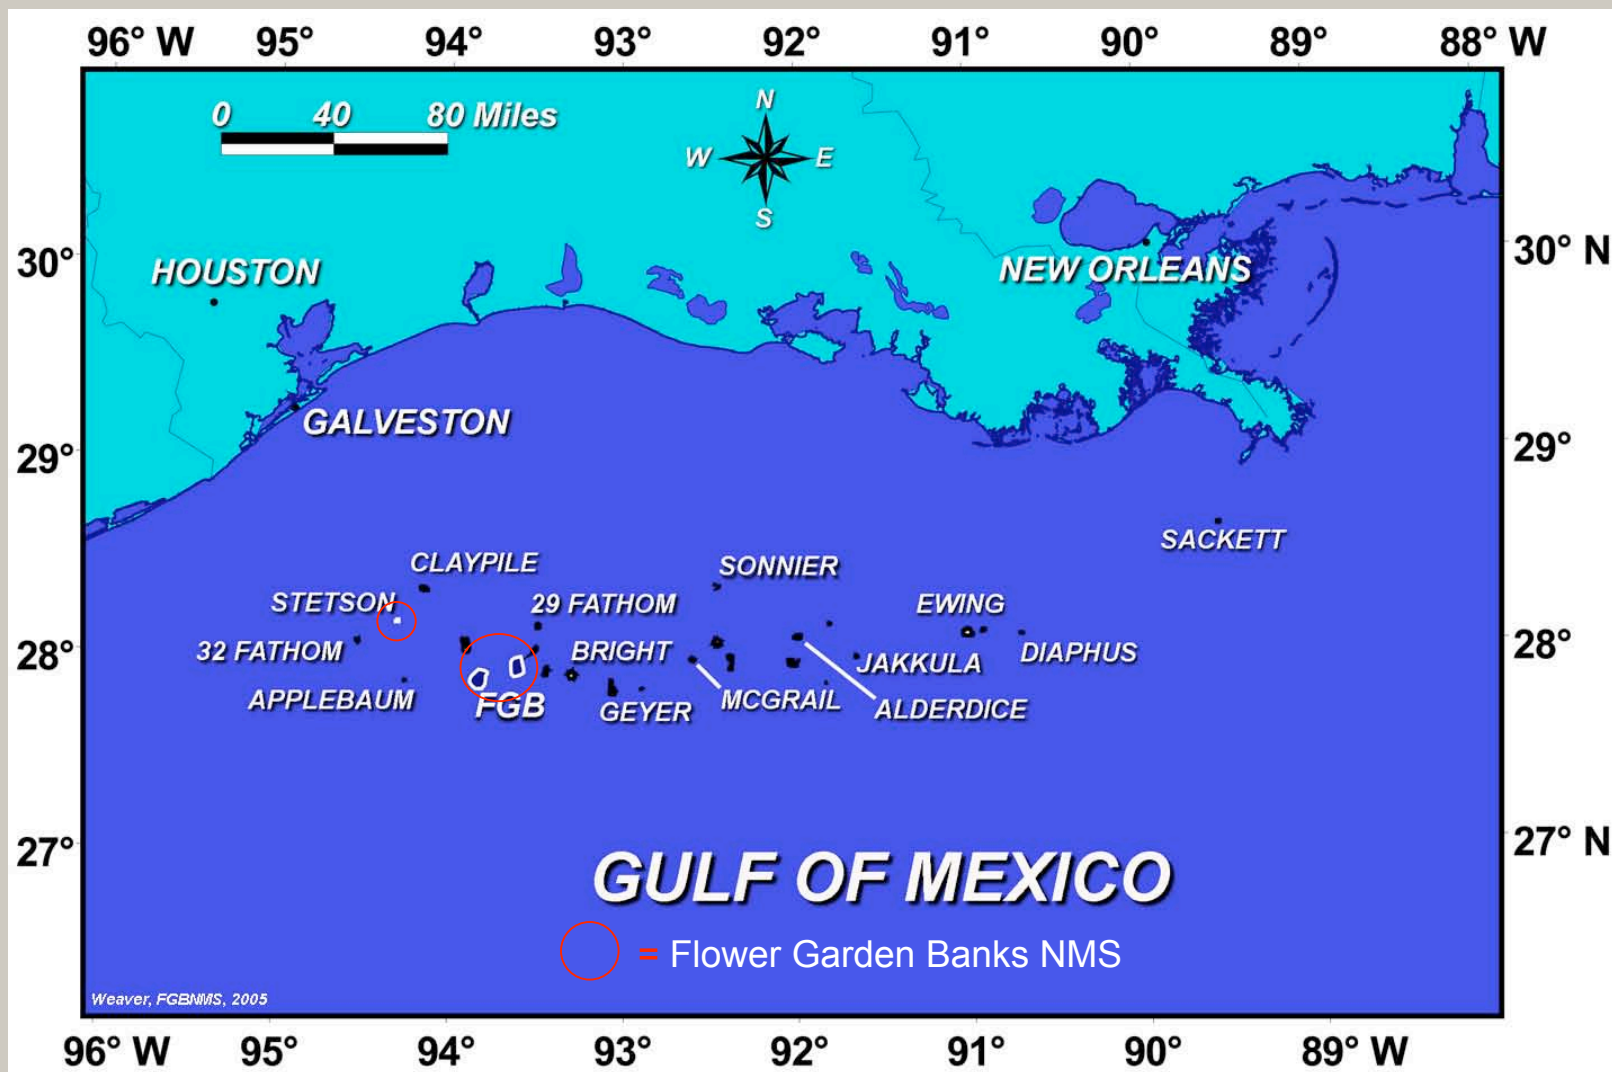 96° W 95° 94° 93° 92° 91° 90° 89° 88° W
0 40 80 Miles
N
W E
S
30° 30° N
HOUSTON
NEW ORLEANS
GALVESTON
29° 29°
SACKETT
CLAYPILE
SONNIER
STETSON
29 FATHOM
EWING
28° 28°
32 FATHOM
BRIGHT
JAKKULA
DIAPHUS
APPLEBAUM
FGB
GEYER
MCGRAIL
ALDERDICE
27° 27° N
GULF OF MEXICO
= Flower Garden Banks NMS
Weaver, FGBNMS, 2005
96° W 95° 94° 93° 92° 91° 90° 89° W